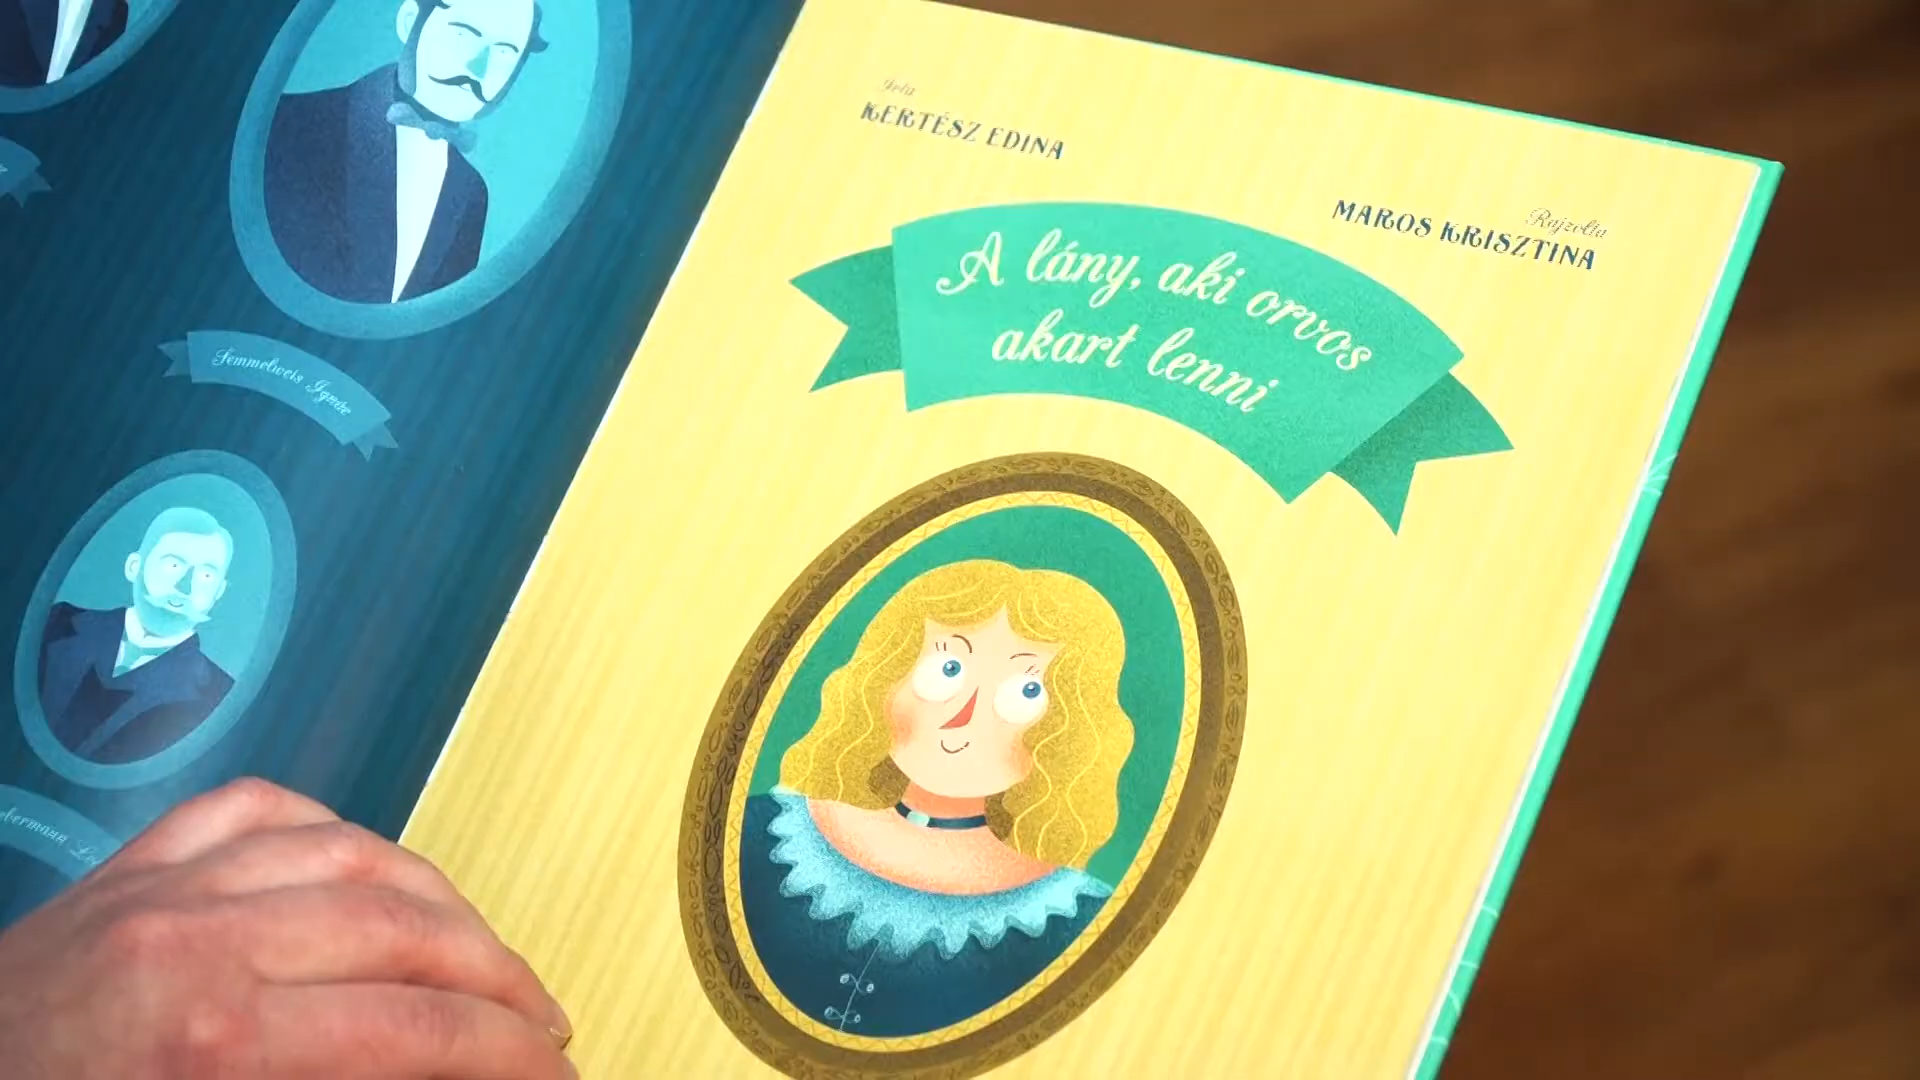 Semmelweis Ignác
Írta
KERTÉSZ EDINA
Rajzolta
MAROS KRISZTINA
A lány, aki orvos
akart lenni